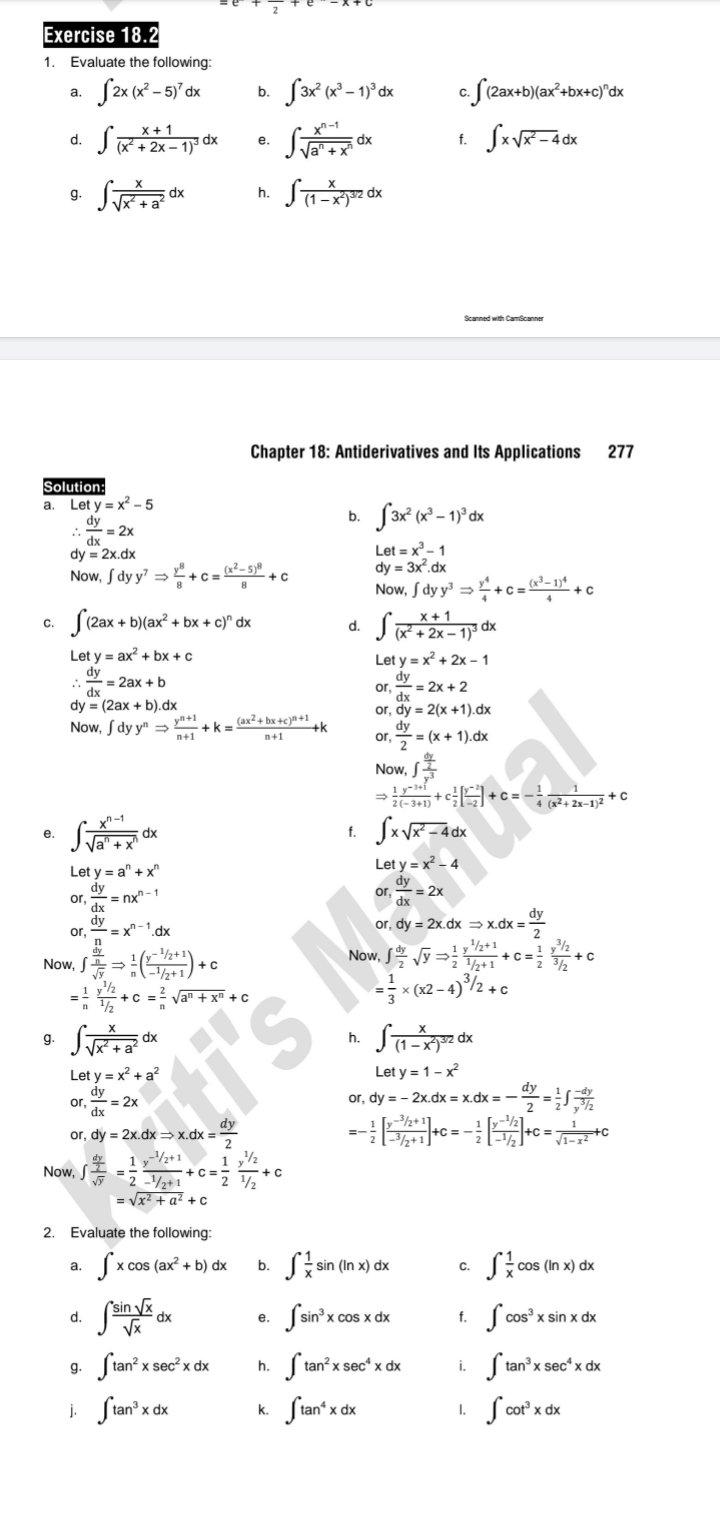 = e + — + e – x + c
2
Exercise 18.2
1. Evaluate the following:
a. ∫2x (x² – 5)⁷ dx b. ∫3x² (x³ – 1)³ dx c. ∫(2ax+b)(ax²+bx+c)ⁿdx
d. ∫ (x + 1)/(x² + 2x – 1)³ dx e. ∫ xⁿ⁻¹/√(aⁿ + xⁿ) dx f. ∫x√(x² – 4) dx
g. ∫ x/√(x² + a²) dx h. ∫ x/(1 – x²)^3/2 dx
Scanned with CamScanner
Chapter 18: Antiderivatives and Its Applications 277
Solution:
a. Let y = x² – 5
∴ dy/dx = 2x
dy = 2x.dx
Now, ∫ dy y⁷ ⇒ y⁸/8 + c = (x²–5)⁸/8 + c
b. ∫3x² (x³ – 1)³ dx
Let = x³ – 1
dy = 3x².dx
Now, ∫ dy y³ ⇒ y⁴/4 + c = (x³–1)⁴/4 + c
c. ∫(2ax + b)(ax² + bx + c)ⁿ dx
Let y = ax² + bx + c
∴ dy/dx = 2ax + b
dy = (2ax + b).dx
Now, ∫ dy yⁿ ⇒ yⁿ⁺¹/n+1 + k = (ax²+ bx +c)ⁿ⁺¹/n+1 +k
d. ∫ (x + 1)/(x² + 2x – 1)³ dx
Let y = x² + 2x – 1
or, dy/dx = 2x + 2
or, dy = 2(x +1).dx
or, dy/2 = (x + 1).dx
Now, ∫ (dy/2)/y³
⇒ 1/2 y⁻³⁺¹/(–3+1) + c 1/2 [y⁻²/–2] + c = – 1/4 1/(x²+ 2x–1)² + c
e. ∫ xⁿ⁻¹/√(aⁿ + xⁿ) dx
Let y = aⁿ + xⁿ
or, dy/dx = nxⁿ⁻¹
or, dy/n = xⁿ⁻¹.dx
Now, ∫ (dy/n)/√y ⇒ 1/n (y^–1/2+1/–1/2+1) + c
= 1/n y^1/2/1/2 + c = 2/n √(aⁿ + xⁿ) + c
f. ∫x√(x² – 4) dx
Let y = x² – 4
or, dy/dx = 2x
or, dy = 2x.dx ⇒ x.dx = dy/2
Now, ∫ dy/2 √y ⇒ 1/2 y^1/2+1/1/2+1 + c = 1/2 y^3/2/3/2 + c
= 1/3 × (x2 – 4)^3/2 + c
g. ∫ x/√(x² + a²) dx
Let y = x² + a²
or, dy/dx = 2x
or, dy = 2x.dx ⇒ x.dx = dy/2
Now, ∫ (dy/2)/√y = 1/2 y^–1/2+1/–1/2+1 + c = 1/2 y^1/2/1/2 + c
= √(x² + a²) + c
h. ∫ x/(1 – x²)^3/2 dx
Let y = 1 – x²
or, dy = – 2x.dx = x.dx = – dy/2 = 1/2 ∫ –dy/y^3/2
=– 1/2 [y^–3/2+1/–3/2+1]+c = – 1/2 [y^–1/2/–1/2]+c = 1/√(1–x²) +c
Kriti's Manual
2. Evaluate the following:
a. ∫ x cos (ax² + b) dx b. ∫ 1/x sin (ln x) dx c. ∫ 1/x cos (ln x) dx
d. ∫ sin √x/√x dx e. ∫ sin³ x cos x dx f. ∫ cos³ x sin x dx
g. ∫ tan² x sec² x dx h. ∫ tan² x sec⁴ x dx i. ∫ tan³ x sec⁴ x dx
j. ∫ tan³ x dx k. ∫ tan⁴ x dx l. ∫ cot³ x dx